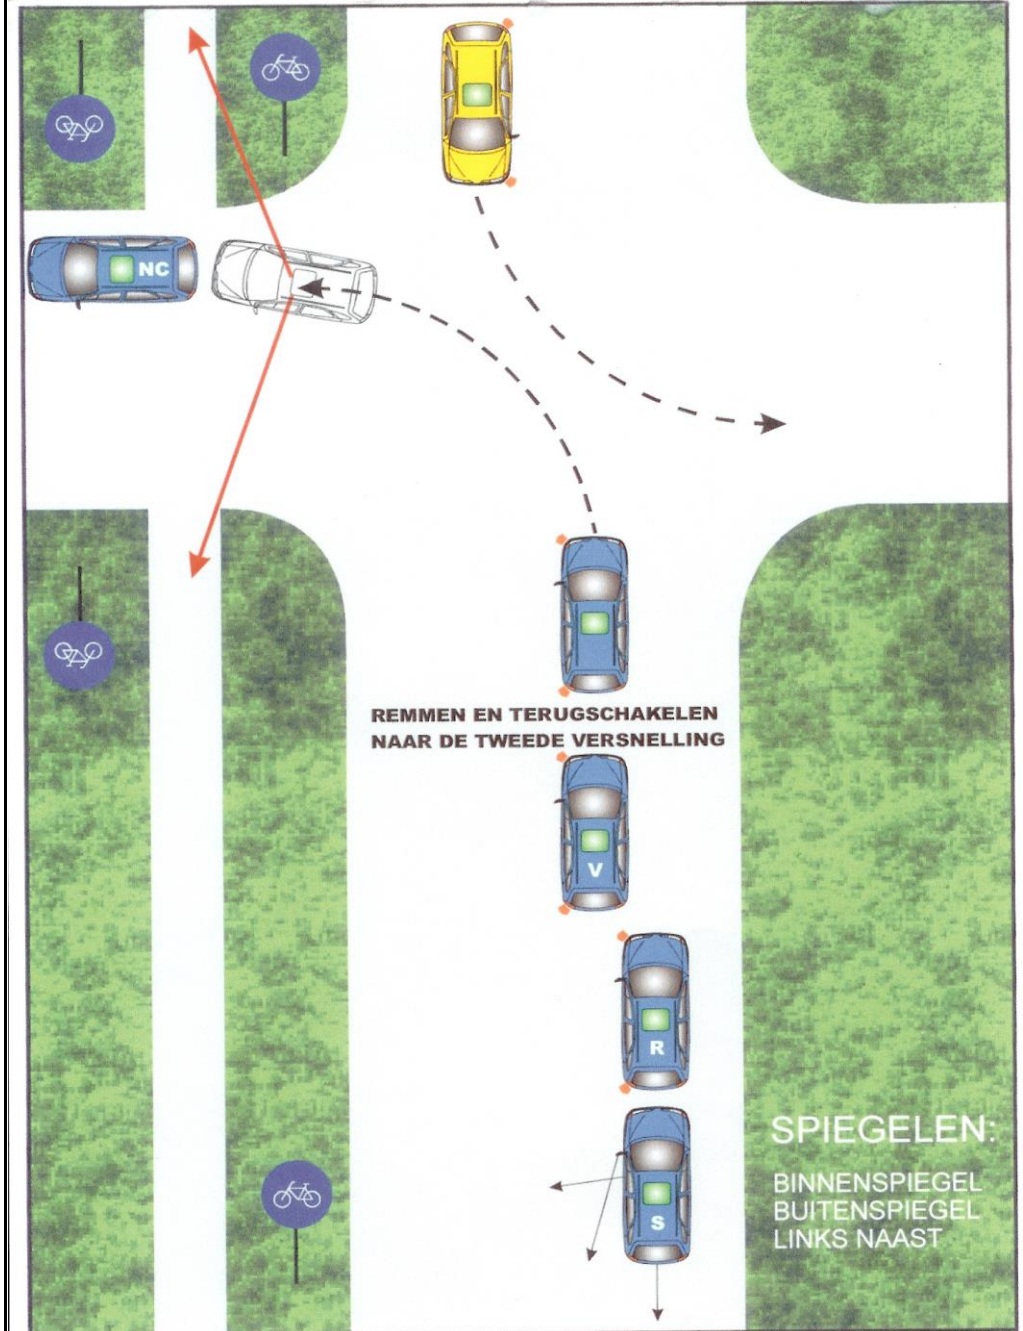 NC
REMMEN EN TERUGSCHAKELEN
NAAR DE TWEEDE VERSNELLING
V
R
S
SPIEGELEN:
BINNENSPIEGEL
BUITENSPIEGEL
LINKS NAAST